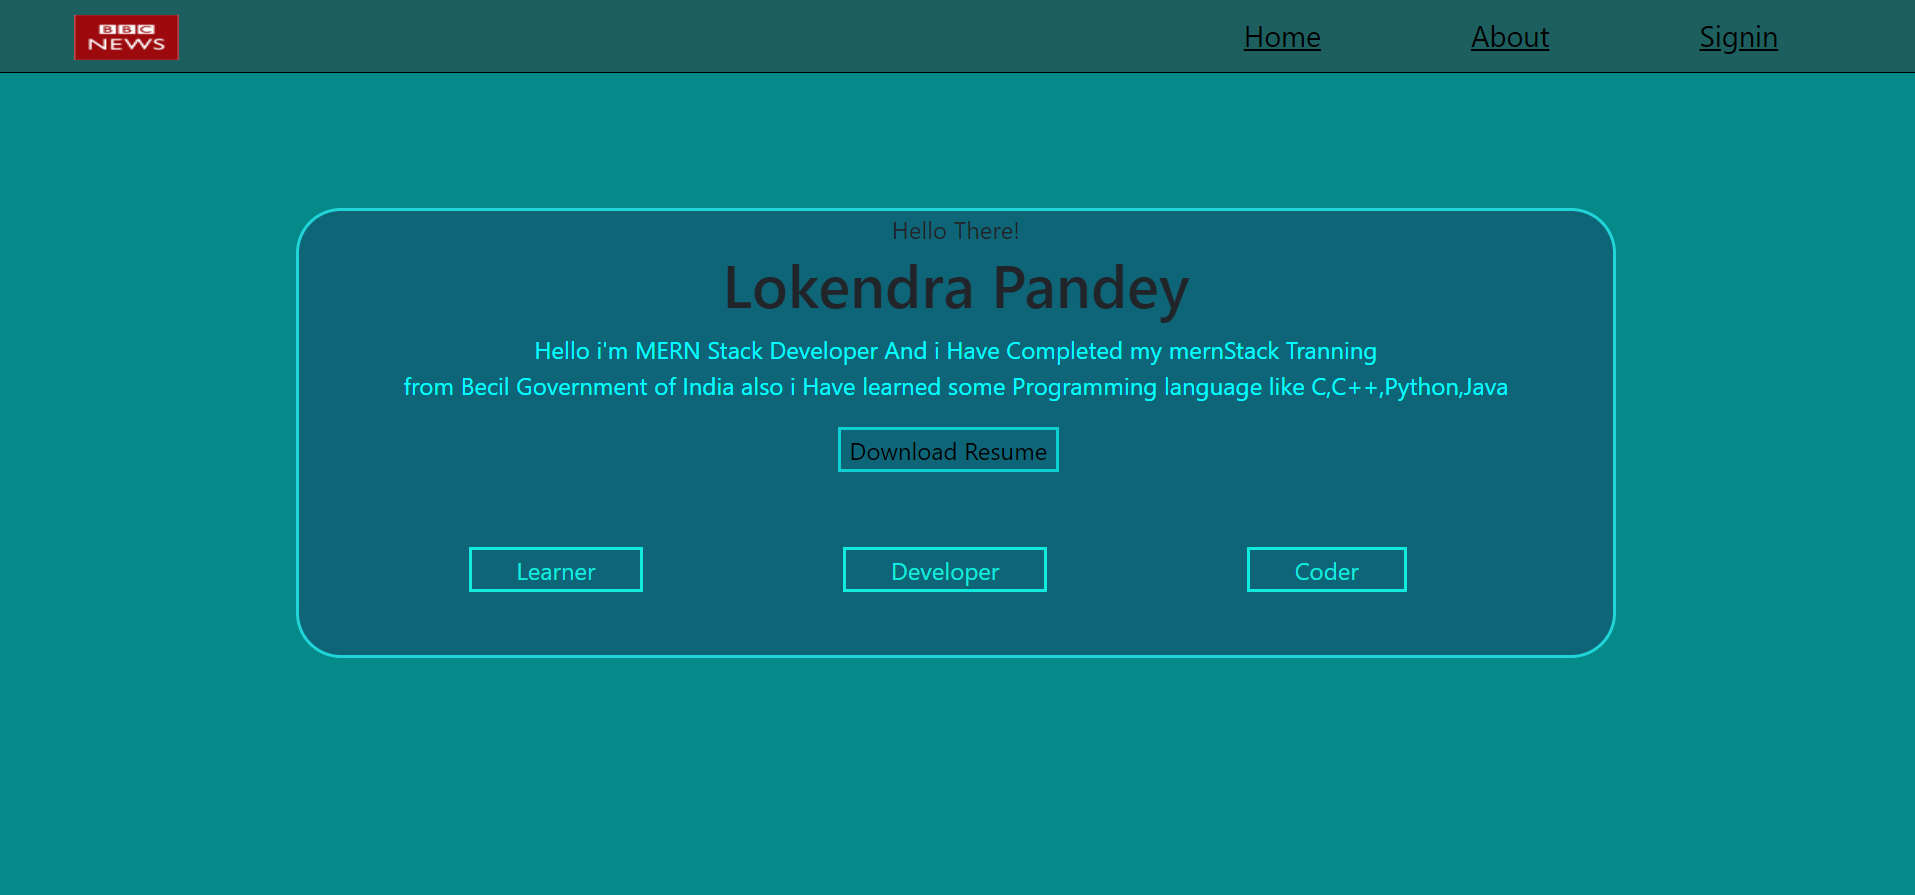 BBC
NEWS
Home About Signin
Hello There!
Lokendra Pandey
Hello i'm MERN Stack Developer And i Have Completed my mernStack Tranning
from Becil Government of India also i Have learned some Programming language like C,C++,Python,Java
Download Resume
Learner Developer Coder